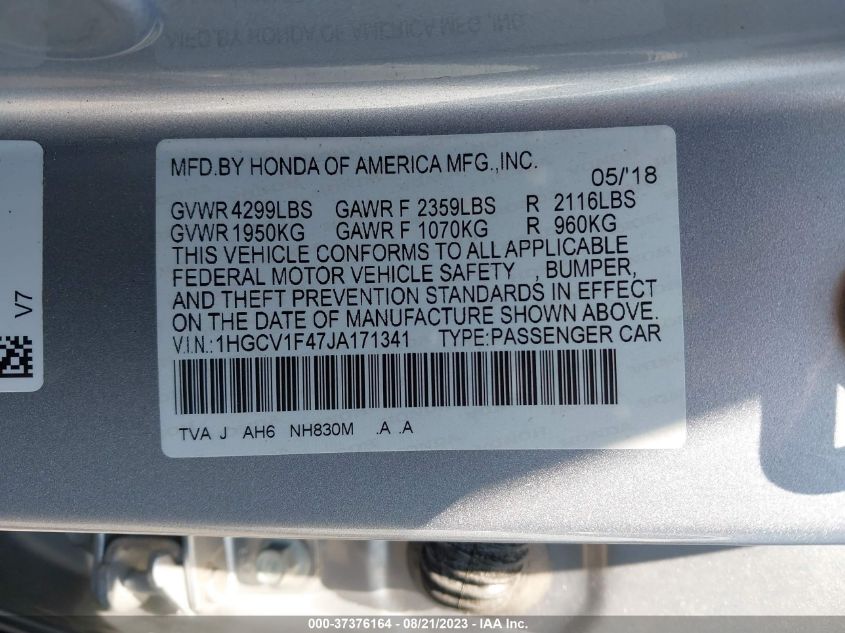 MFD.BY HONDA OF AMERICA MFG.,INC.
05/'18
GVWR 4299LBS GAWR F 2359LBS R 2116LBS
GVWR 1950KG GAWR F 1070KG R 960KG
THIS VEHICLE CONFORMS TO ALL APPLICABLE
FEDERAL MOTOR VEHICLE SAFETY , BUMPER,
AND THEFT PREVENTION STANDARDS IN EFFECT
ON THE DATE OF MANUFACTURE SHOWN ABOVE.
V.I.N.:1HGCV1F47JA171341 TYPE:PASSENGER CAR
TVA J AH6 NH830M .A .A
V7
000-37376164 - 08/21/2023 - IAA Inc.